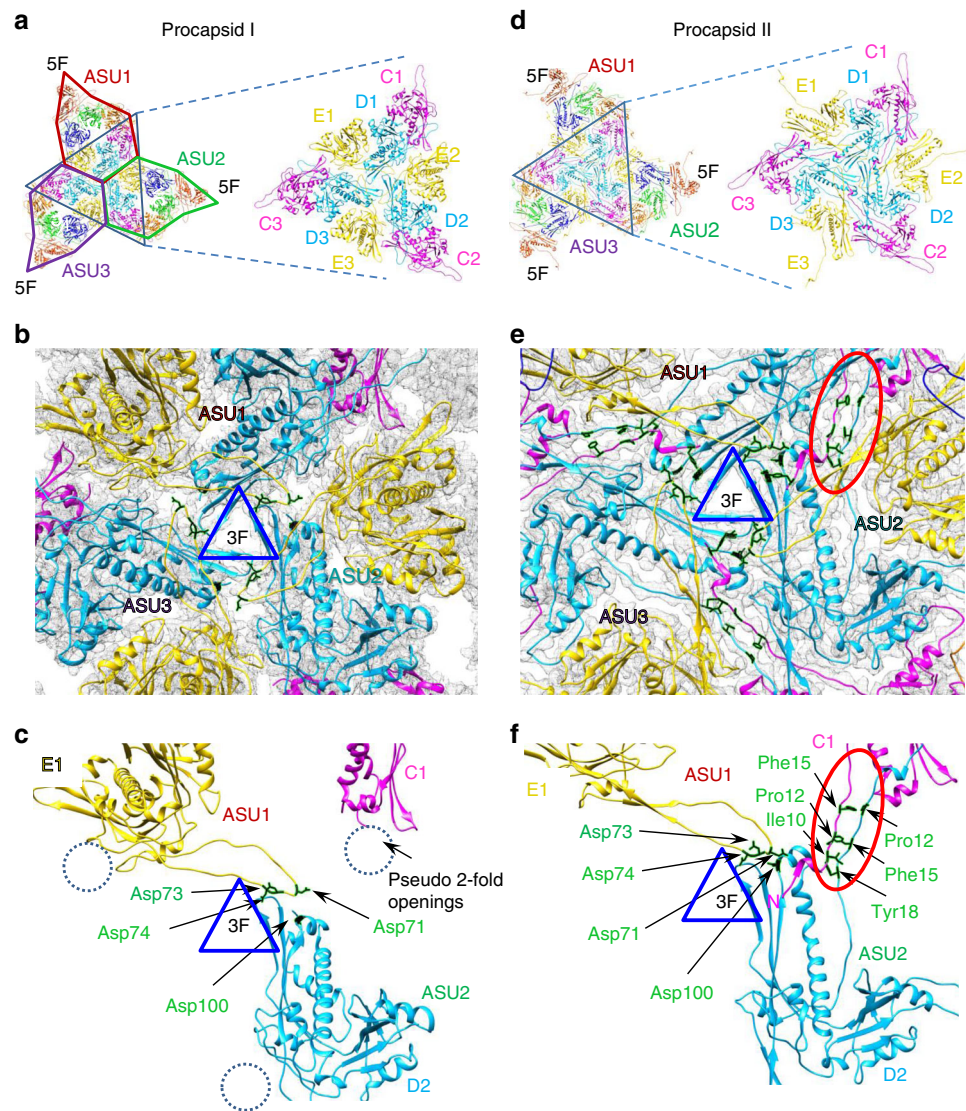 a
Procapsid I
5F
ASU1
ASU2
5F
ASU3
5F
C1
D1
E1
E2
C3
D3
D2
E3
C2
d
Procapsid II
5F
ASU1
5F
ASU2
ASU3
5F
C1
E1
D1
E2
C3
D3
D2
E3
C2
b
ASU1
3F
ASU2
ASU3
e
ASU1
3F
ASU2
ASU3
c
E1
C1
ASU1
Asp73
Pseudo 2-fold
openings
Asp74
3F
Asp71
Asp100
ASU2
D2
f
C1
Phe15
E1
ASU1
Pro12
Ile10
Asp73
Pro12
Asp74
Phe15
3F
N
Tyr18
Asp71
ASU2
Asp100
D2